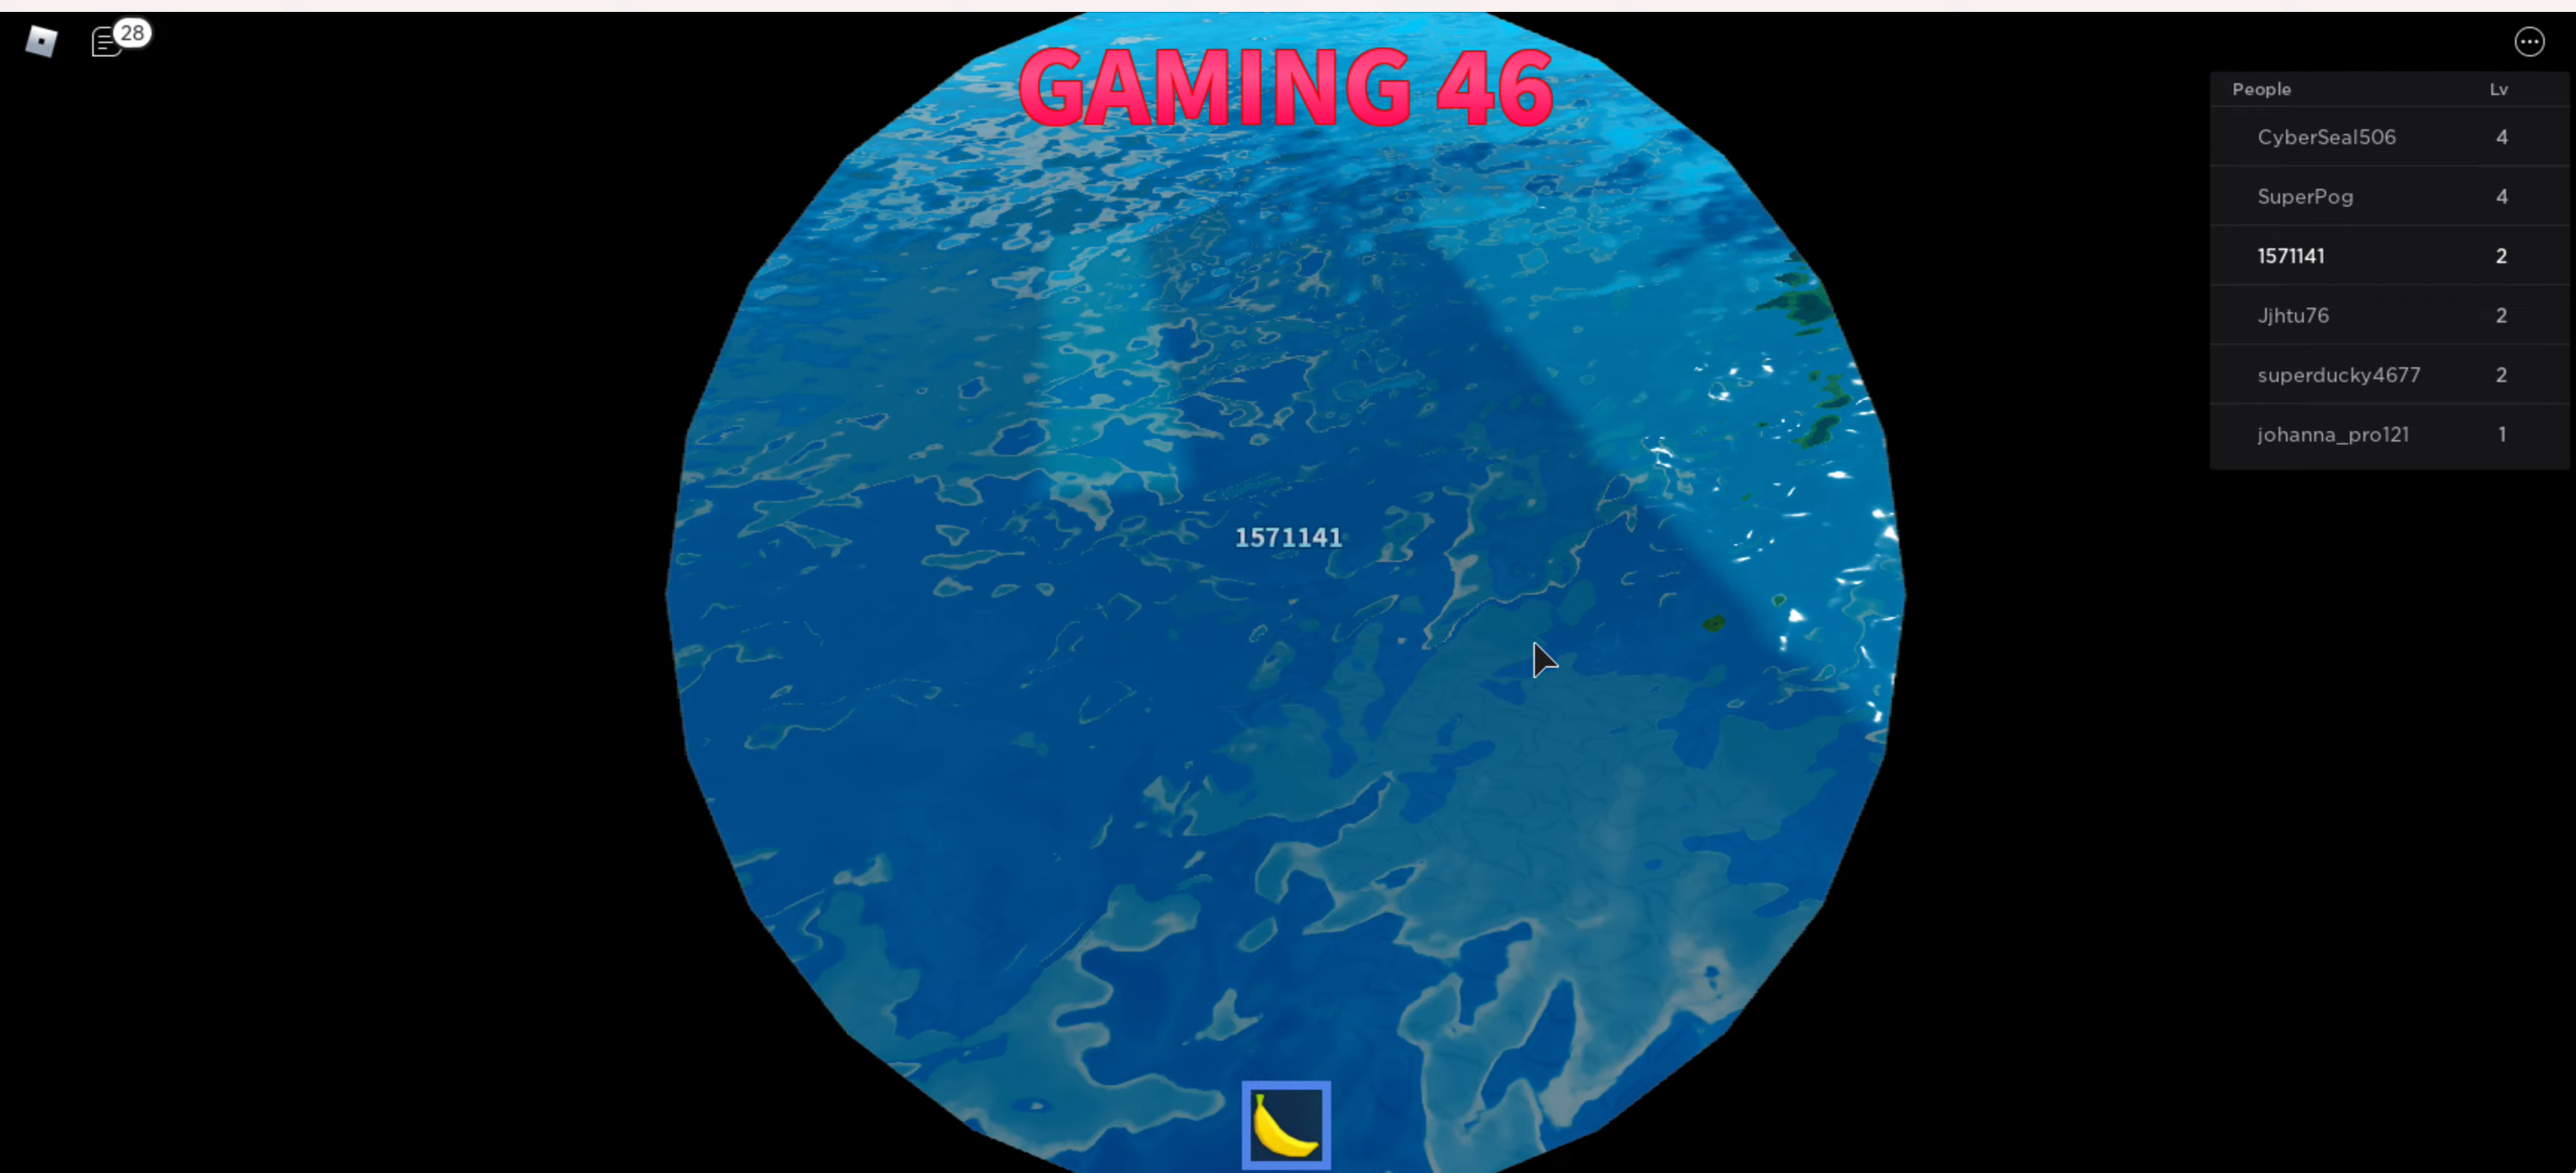 28
GAMING 46
People Lv
CyberSeal506 4
SuperPog 4
1571141 2
Jjhtu76 2
superducky4677 2
johanna_pro121 1
1571141